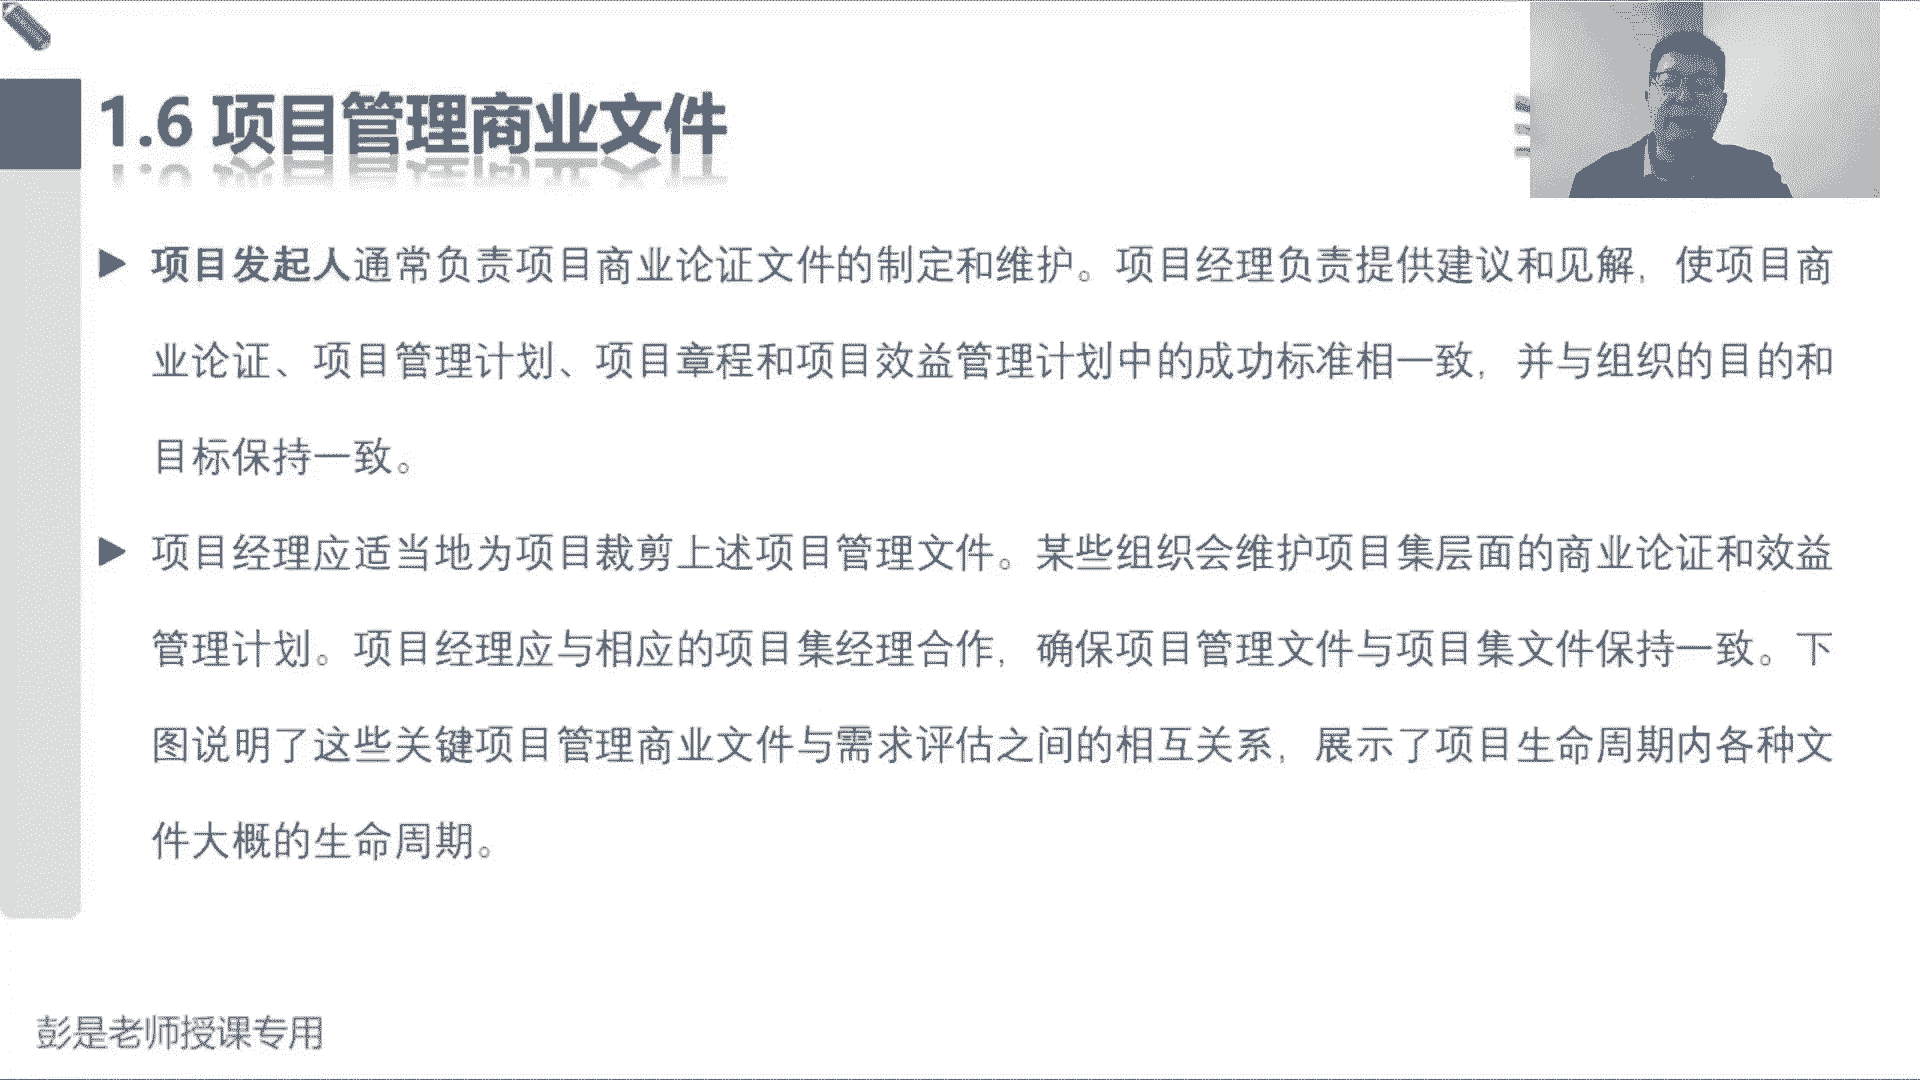 1.6 项目管理商业文件
项目发起人通常负责项目商业论证文件的制定和维护。项目经理负责提供建议和见解，使项目商
业论证、项目管理计划、项目章程和项目效益管理计划中的成功标准相一致，并与组织的目的和
目标保持一致。
项目经理应适当地为项目裁剪上述项目管理文件。某些组织会维护项目集层面的商业论证和效益
管理计划。项目经理应与相应的项目集经理合作，确保项目管理文件与项目集文件保持一致。下
图说明了这些关键项目管理商业文件与需求评估之间的相互关系，展示了项目生命周期内各种文
件大概的生命周期。
彭是老师授课专用